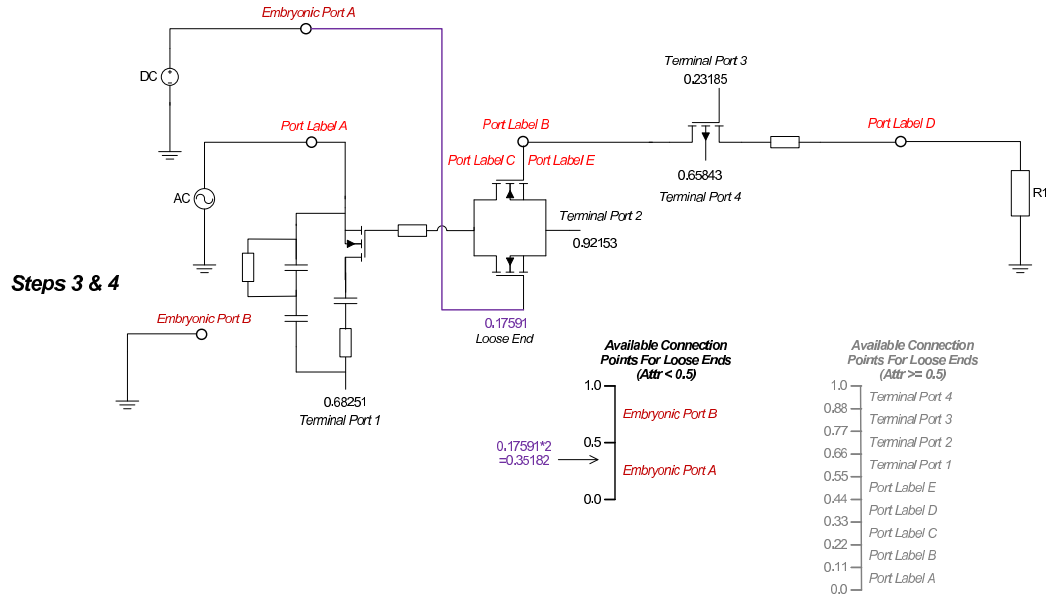 Embryonic Port A
DC
Terminal Port 3
0.23185
Port Label A
Port Label B
Port Label D
Port Label C
Port Label E
0.65843
Terminal Port 4
AC
R1
Terminal Port 2
0.92153
Steps 3 & 4
Embryonic Port B
0.17591
Loose End
0.68251
Terminal Port 1
Available Connection
Points For Loose Ends
(Attr < 0.5)
1.0
Embryonic Port B
0.5
0.17591*2
=0.35182
Embryonic Port A
0.0
Available Connection
Points For Loose Ends
(Attr >= 0.5)
1.0
Terminal Port 4
0.88
Terminal Port 3
0.77
Terminal Port 2
0.66
Terminal Port 1
0.55
Port Label E
0.44
Port Label D
0.33
Port Label C
0.22
Port Label B
0.11
Port Label A
0.0